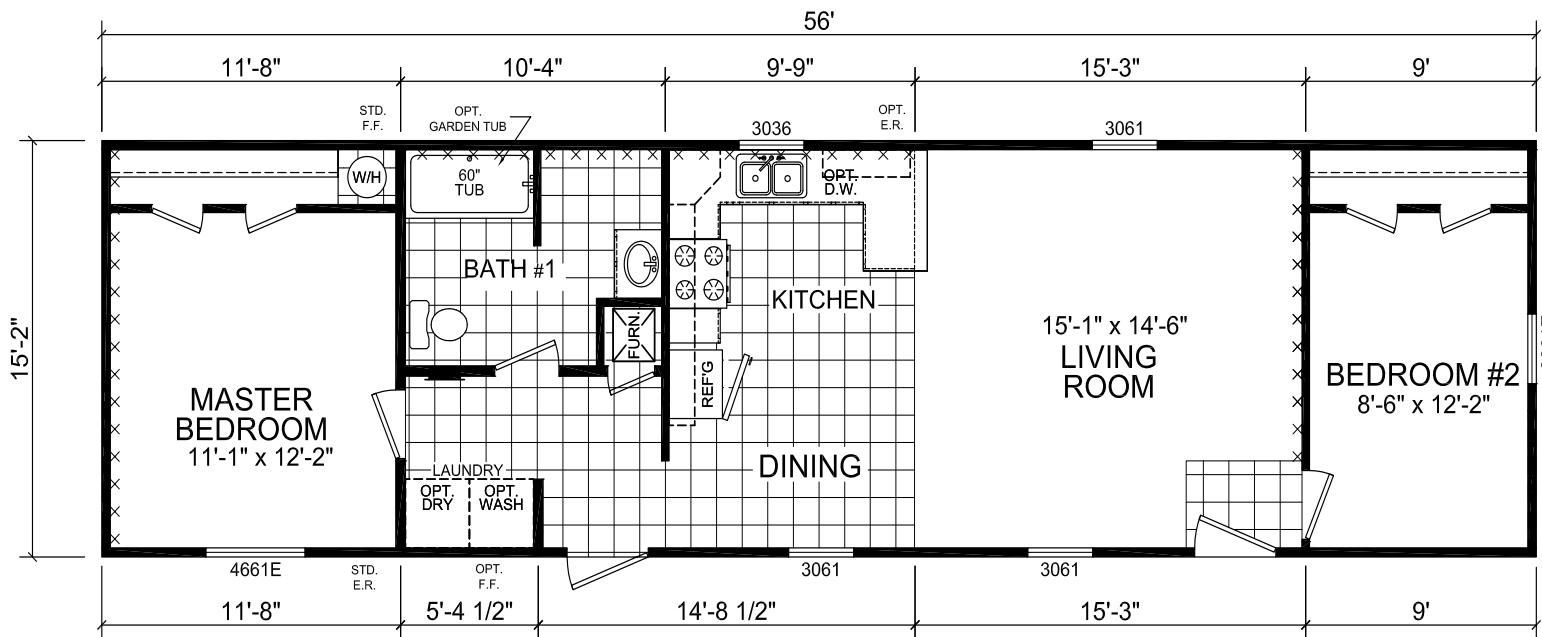 56'
11'-8" 10'-4" 9'-9" 15'-3" 9'
STD.
F.F.
OPT.
GARDEN TUB
OPT.
E.R.
3036
3061
W/H
60"
TUB
OPT.
D.W.
BATH #1
KITCHEN
FURN.
REF'G
15'-1" x 14'-6"
LIVING
ROOM
15'-2"
MASTER
BEDROOM
11'-1" x 12'-2"
BEDROOM #2
8'-6" x 12'-2"
DINING
LAUNDRY
OPT.
DRY
OPT.
WASH
4661E
STD.
E.R.
OPT.
F.F.
3061
3061
11'-8" 5'-4 1/2" 14'-8 1/2" 15'-3" 9'